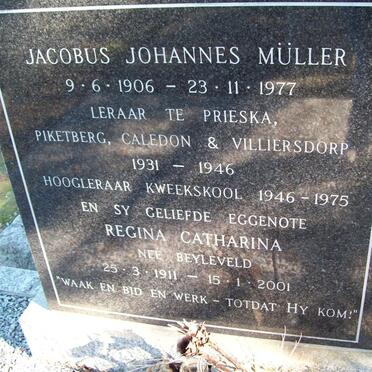 JACOBUS JOHANNES MÜLLER
9·6·1906 – 23·11·1977
LERAAR TE PRIESKA,
PIKETBERG, CALEDON & VILLIERSDORP
1931 – 1946
HOOGLERAAR KWEEKSKOOL 1946–1975
EN SY GELIEFDE EGGENOTE
REGINA CATHARINA
NEE BEYLEVELD
25·3·1911 – 15·1·2001
"WAAK EN BID EN WERK – TOTDAT HY KOM!"